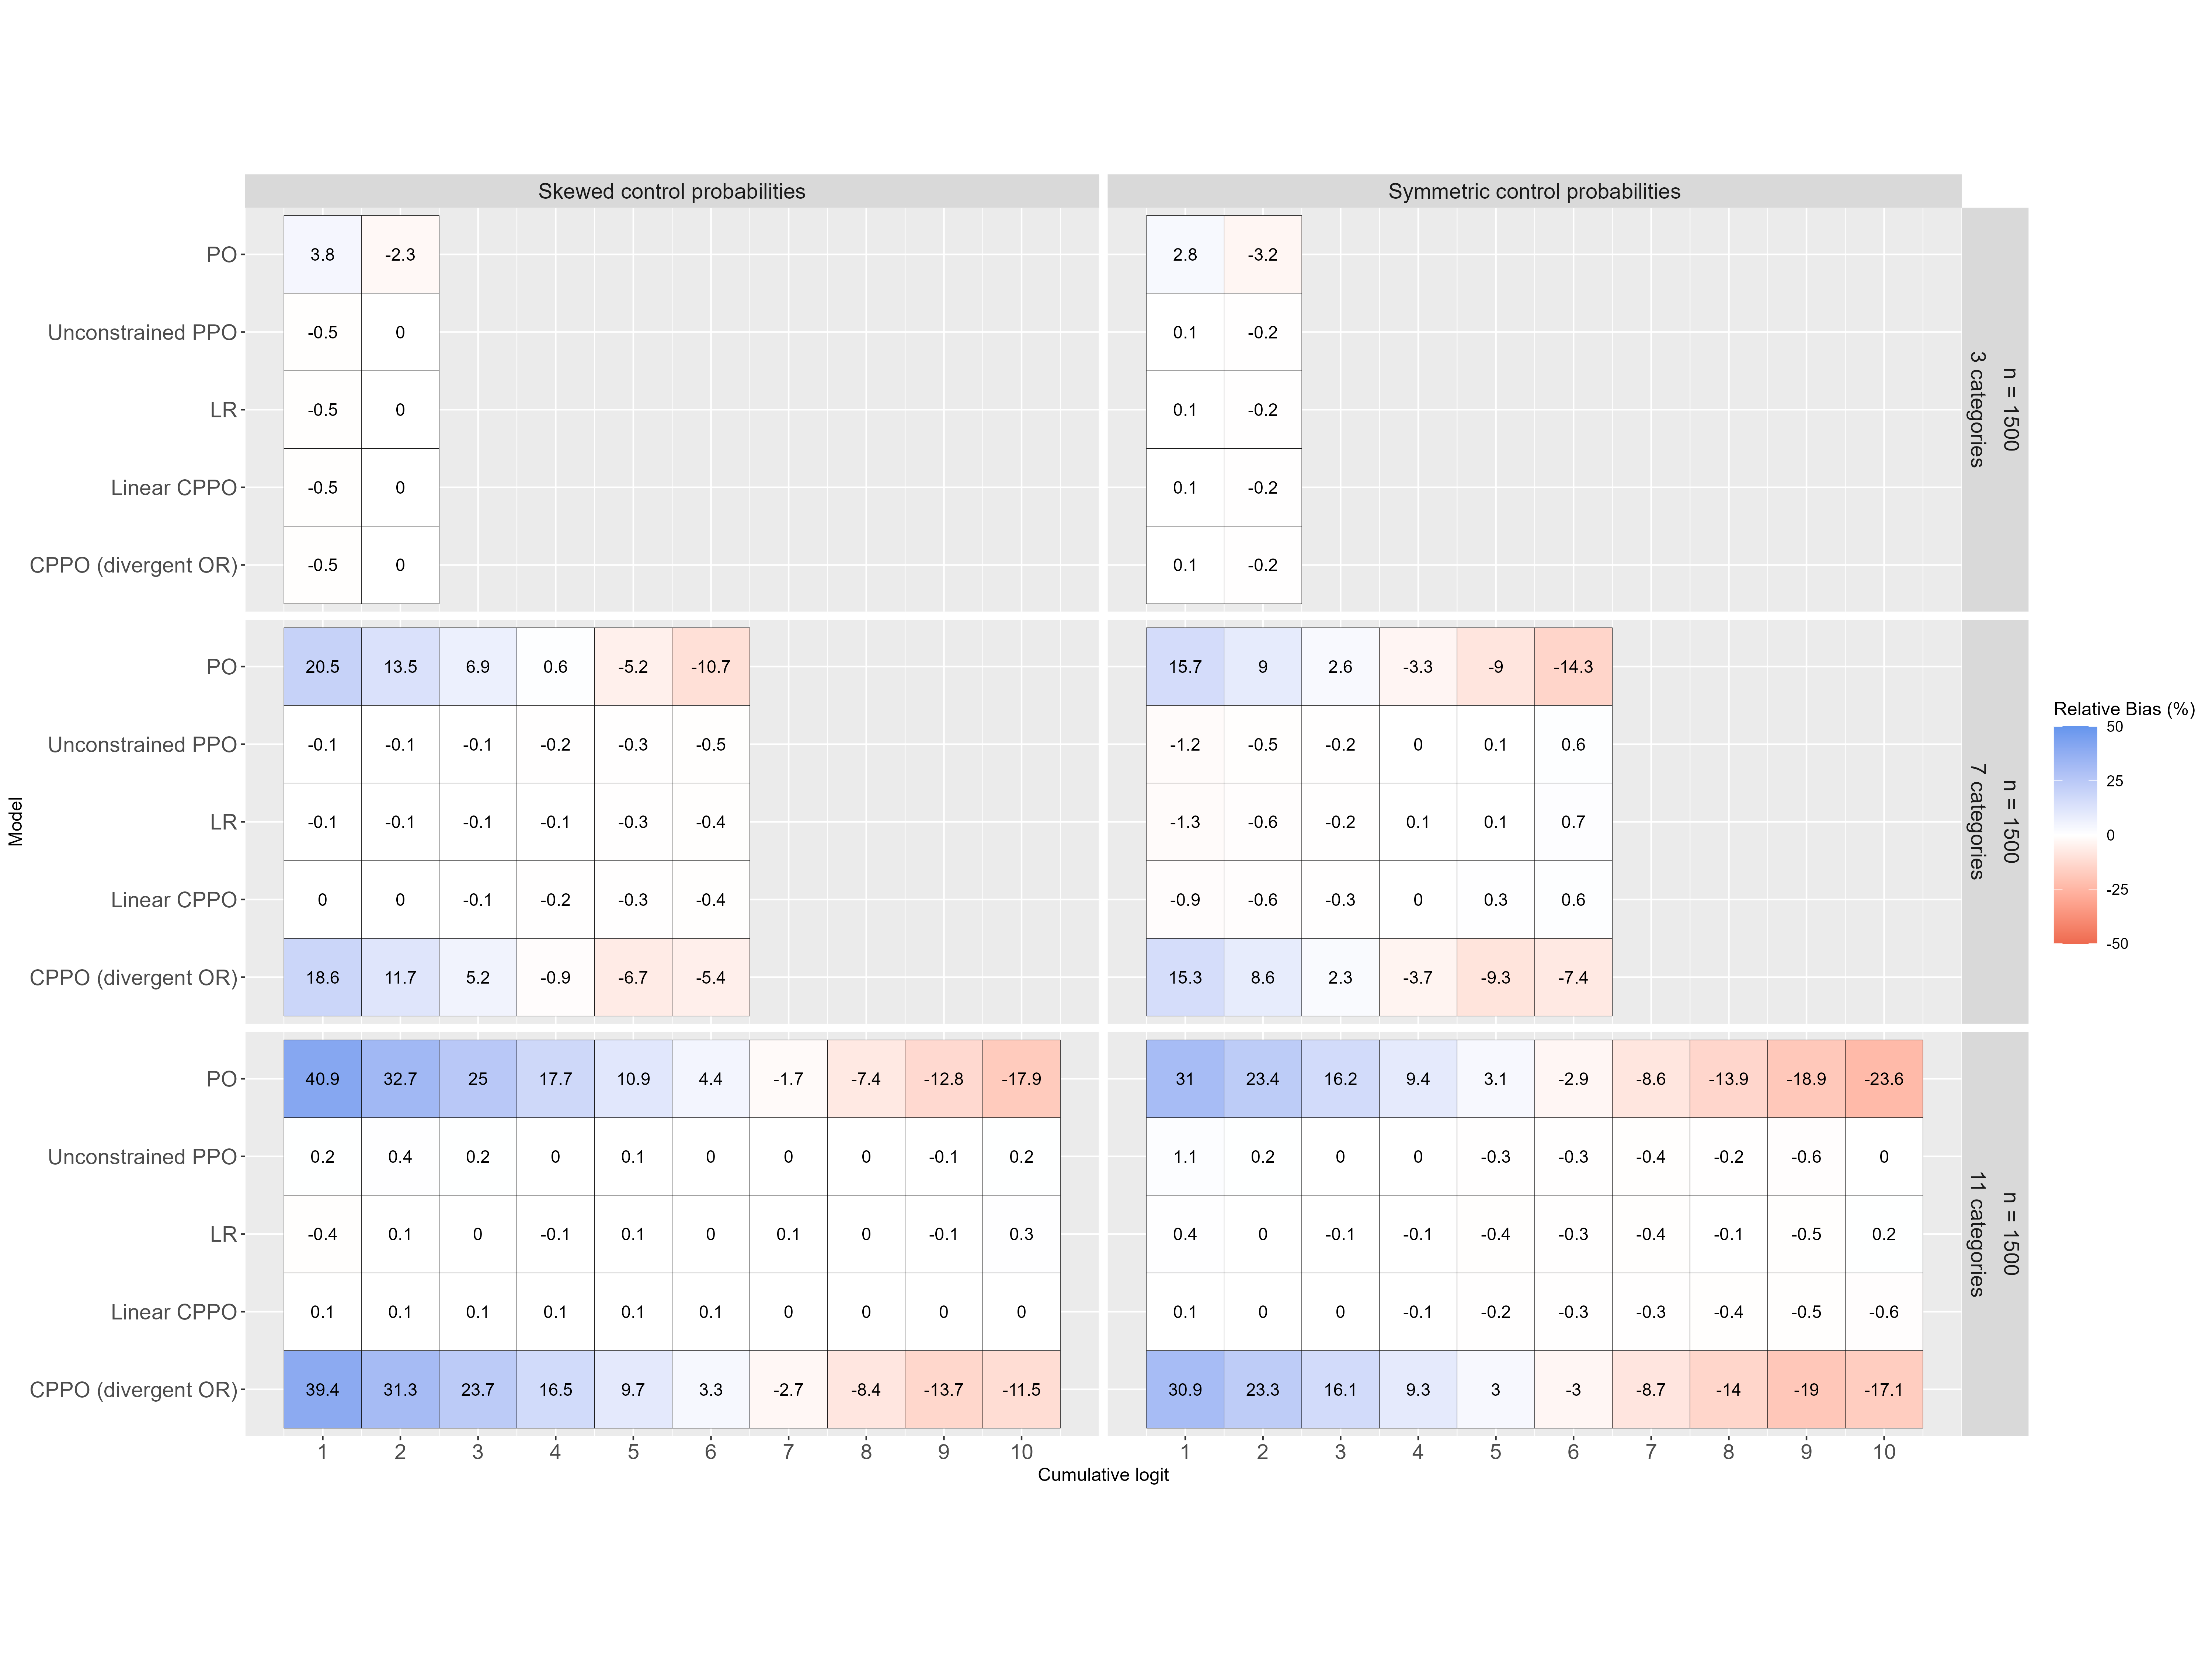 Skewed control probabilities
Symmetric control probabilities
PO 3.8 -2.3 2.8 -3.2
Unconstrained PPO -0.5 0 0.1 -0.2
LR -0.5 0 0.1 -0.2
Linear CPPO -0.5 0 0.1 -0.2
CPPO (divergent OR) -0.5 0 0.1 -0.2
n = 1500
3 categories
PO 20.5 13.5 6.9 0.6 -5.2 -10.7 15.7 9 2.6 -3.3 -9 -14.3
Unconstrained PPO -0.1 -0.1 -0.1 -0.2 -0.3 -0.5 -1.2 -0.5 -0.2 0 0.1 0.6
LR -0.1 -0.1 -0.1 -0.1 -0.3 -0.4 -1.3 -0.6 -0.2 0.1 0.1 0.7
Linear CPPO 0 0 -0.1 -0.2 -0.3 -0.4 -0.9 -0.6 -0.3 0 0.3 0.6
CPPO (divergent OR) 18.6 11.7 5.2 -0.9 -6.7 -5.4 15.3 8.6 2.3 -3.7 -9.3 -7.4
n = 1500
7 categories
PO 40.9 32.7 25 17.7 10.9 4.4 -1.7 -7.4 -12.8 -17.9 31 23.4 16.2 9.4 3.1 -2.9 -8.6 -13.9 -18.9 -23.6
Unconstrained PPO 0.2 0.4 0.2 0 0.1 0 0 0 -0.1 0.2 1.1 0.2 0 0 -0.3 -0.3 -0.4 -0.2 -0.6 0
LR -0.4 0.1 0 -0.1 0.1 0 0.1 0 -0.1 0.3 0.4 0 -0.1 -0.1 -0.4 -0.3 -0.4 -0.1 -0.5 0.2
Linear CPPO 0.1 0.1 0.1 0.1 0.1 0.1 0 0 0 0 0.1 0 0 -0.1 -0.2 -0.3 -0.3 -0.4 -0.5 -0.6
CPPO (divergent OR) 39.4 31.3 23.7 16.5 9.7 3.3 -2.7 -8.4 -13.7 -11.5 30.9 23.3 16.1 9.3 3 -3 -8.7 -14 -19 -17.1
n = 1500
11 categories
1 2 3 4 5 6 7 8 9 10 1 2 3 4 5 6 7 8 9 10
Cumulative logit
Model
Relative Bias (%)
50
25
0
-25
-50